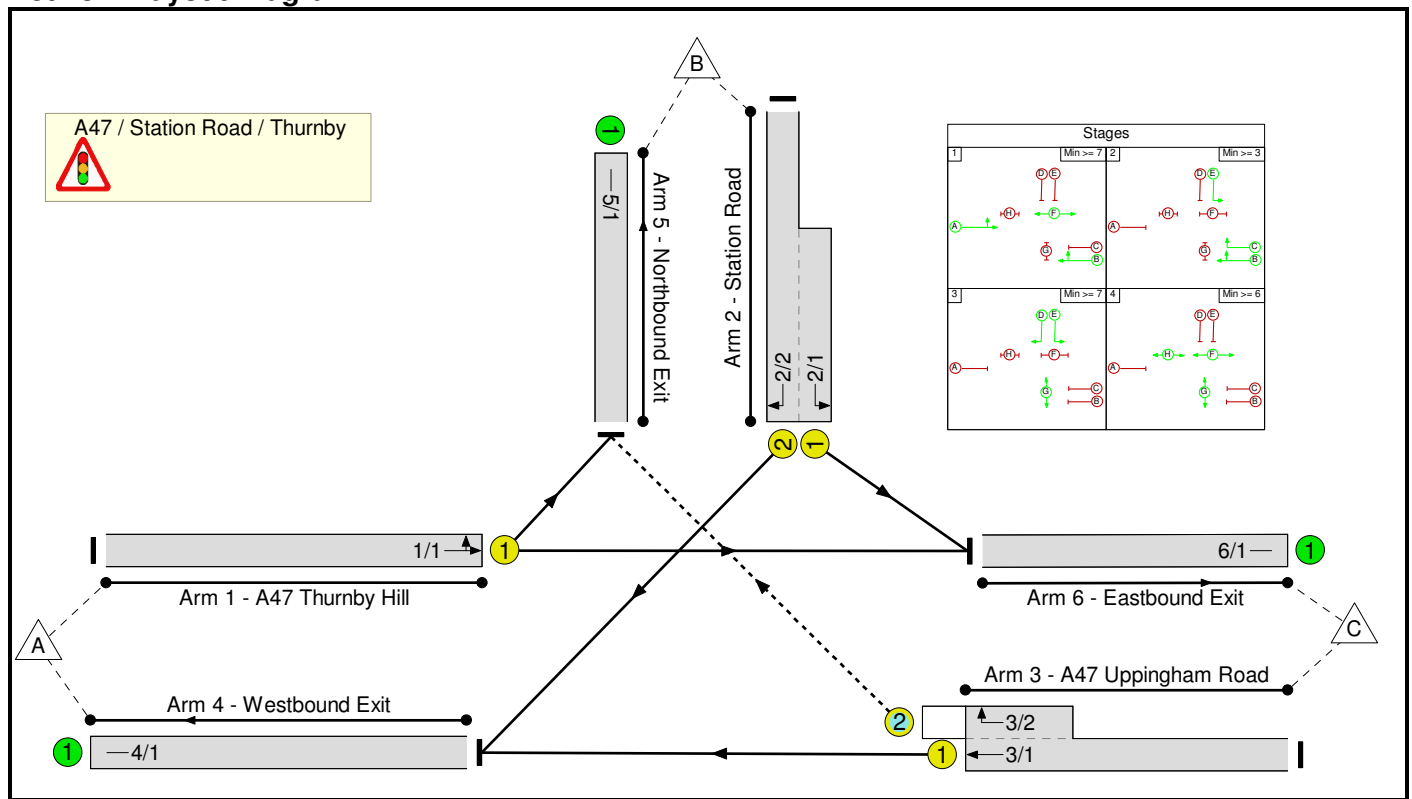 B
A47 / Station Road / Thurnby
Stages
1 Min >= 7 2 Min >= 3
D E D E
H F H F
A A
G C G C
B B
3 Min >= 7 4 Min >= 6
D E D E
H F H F
A A
G C G C
B B
1
5/1
Arm 5 - Northbound Exit
Arm 2 - Station Road
2/2
2/1
2 1
1/1 1
6/1 1
Arm 1 - A47 Thurnby Hill
Arm 6 - Eastbound Exit
A
C
Arm 3 - A47 Uppingham Road
Arm 4 - Westbound Exit
2 3/2
1 4/1
1 3/1